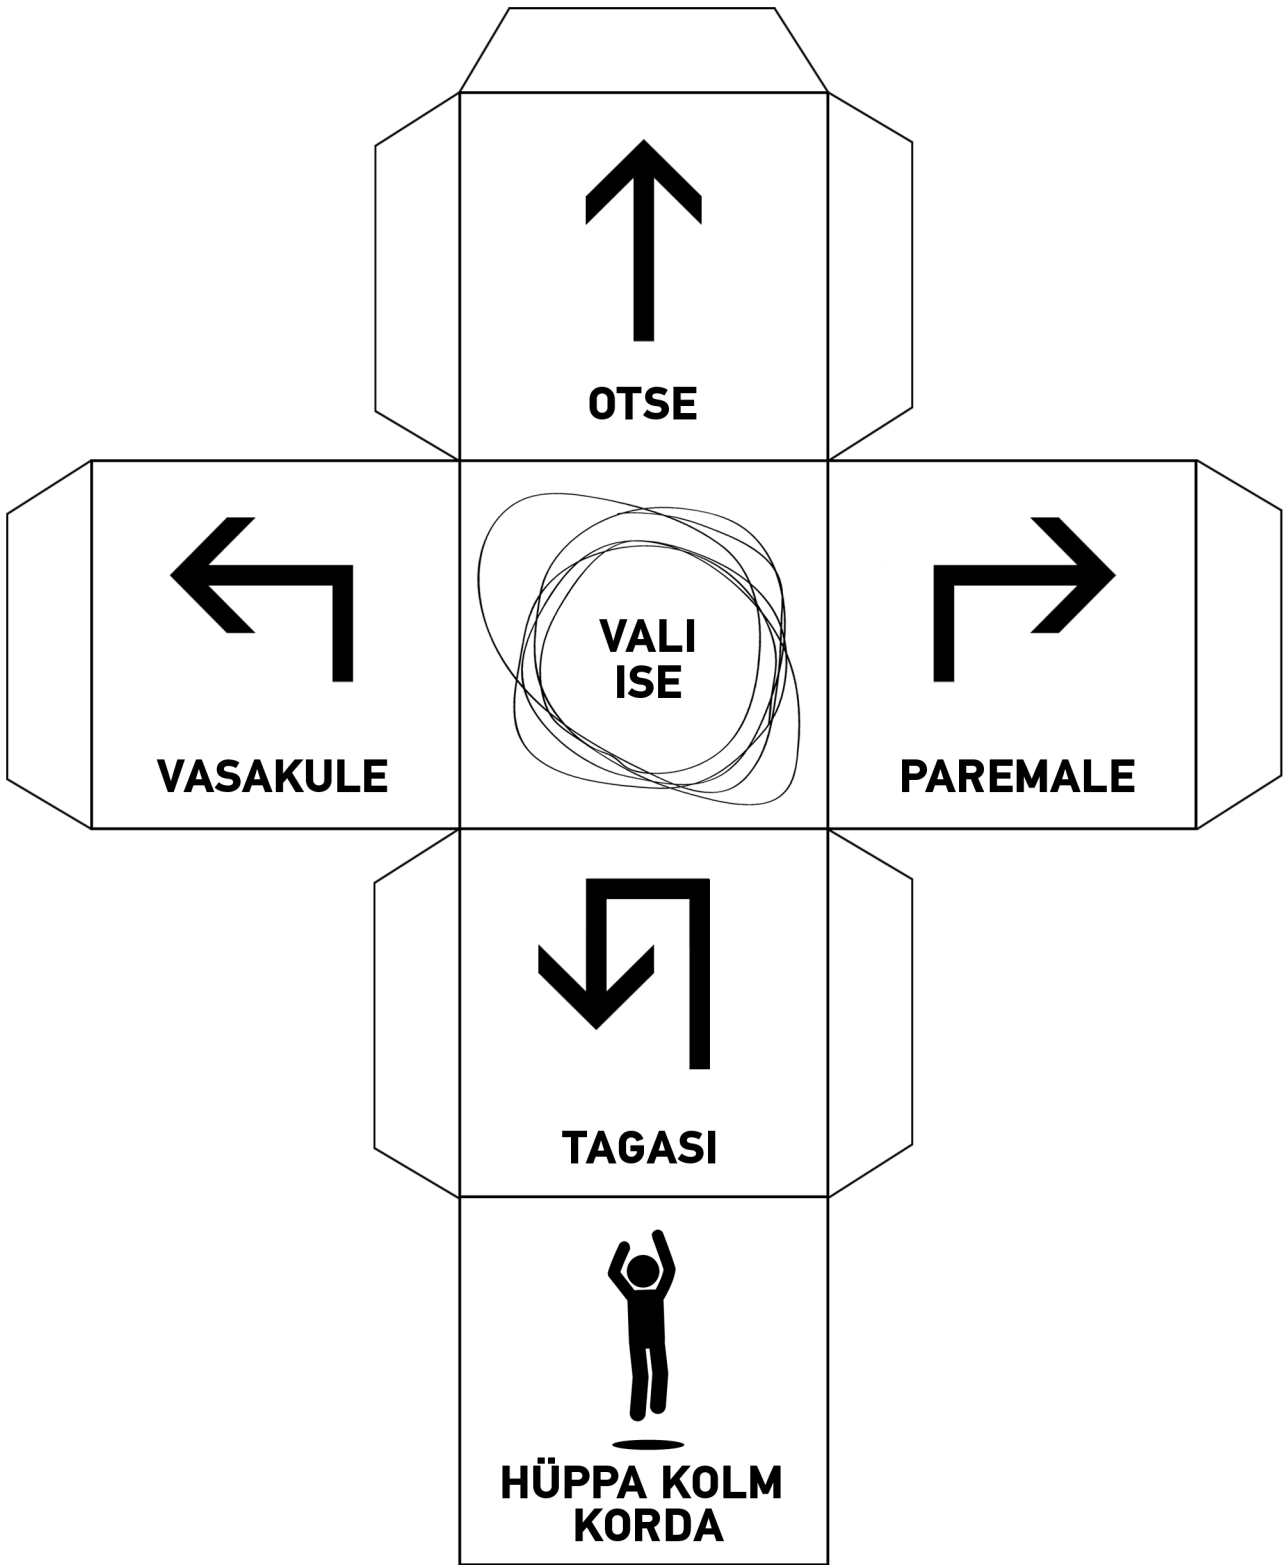 OTSE
VASAKULE
VALI
ISE
PAREMALE
TAGASI
HÜPPA KOLM
KORDA